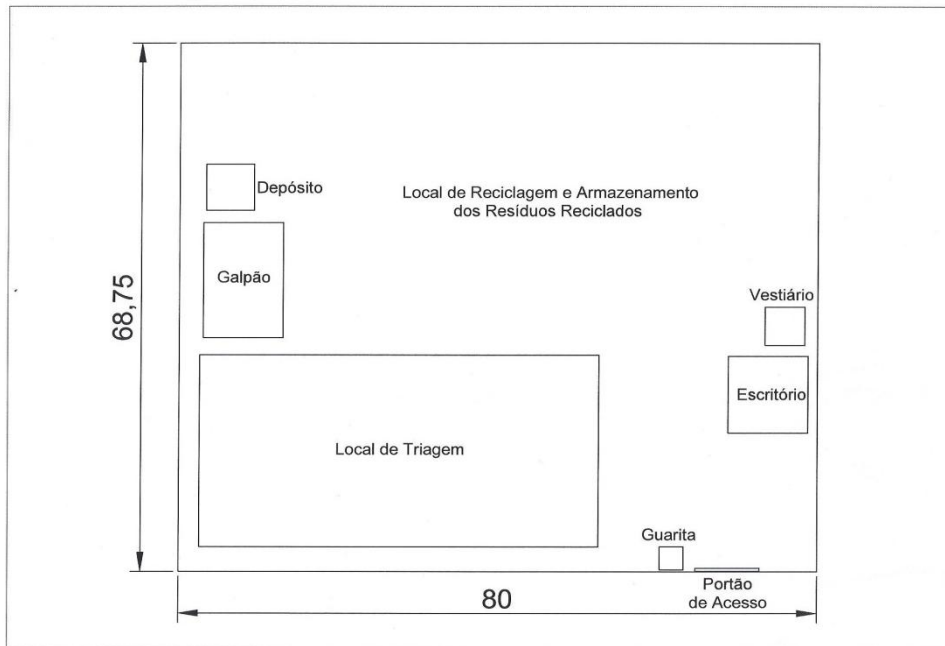 Depósito
Local de Reciclagem e Armazenamento
dos Resíduos Reciclados
Galpão
68,75
Vestiário
Escritório
Local de Triagem
Guarita
Portão
de Acesso
80